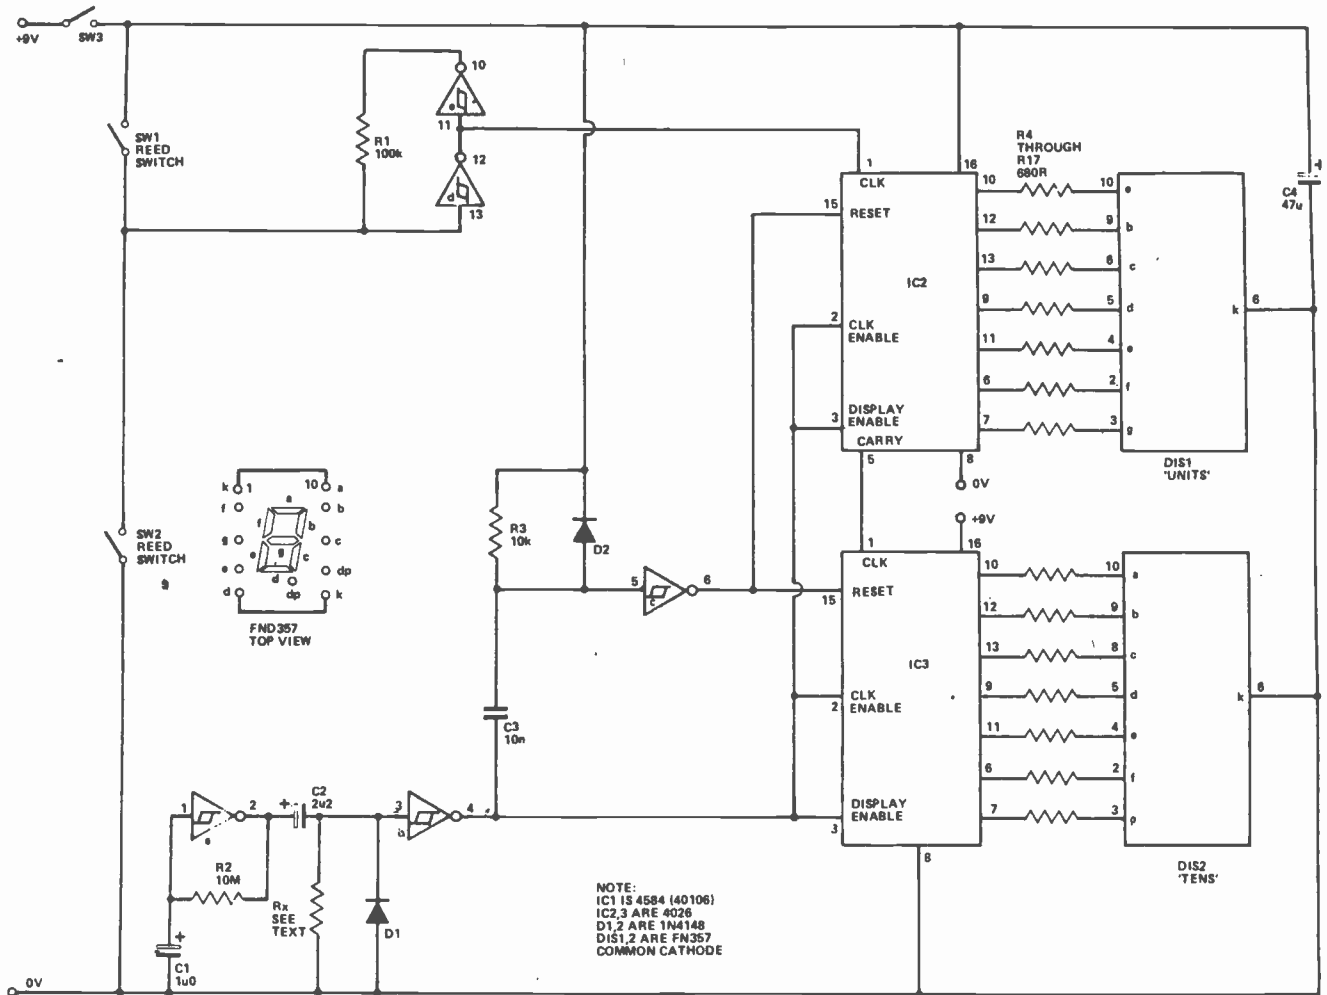 +9V
SW3
SW1
REED
SWITCH
R1
100k
10
e
11
12
d
13
R4
THROUGH
R17
680R
1
CLK
16
15
RESET
IC2
2
CLK
ENABLE
3
DISPLAY
ENABLE
CARRY
5
8
10
12
13
9
11
6
7
10
9
6
5
4
2
3
e
b
c
d
e
f
g
k
6
DIS1
'UNITS'
C4
47u
+
0V
+9V
SW2
REED
SWITCH
k
1
10
a
f
b
g
c
e
dp
d
k
a
f
b
g
e
c
d
dp
FND357
TOP VIEW
R3
10k
D2
5
6
c
C3
10n
1
CLK
16
15
RESET
IC3
CLK
2
ENABLE
DISPLAY
ENABLE
3
8
10
12
13
9
11
6
7
10
9
8
5
4
2
3
a
b
c
d
e
f
k
6
DIS2
'TENS'
1
2
R2
10M
+
C1
1u0
+
C2
2u2
Rx
SEE
TEXT
D1
3
4
0V
NOTE:
IC1 IS 4584 (40106)
IC2,3 ARE 4026
D1,2 ARE 1N4148
DIS1,2 ARE FN357
COMMON CATHODE